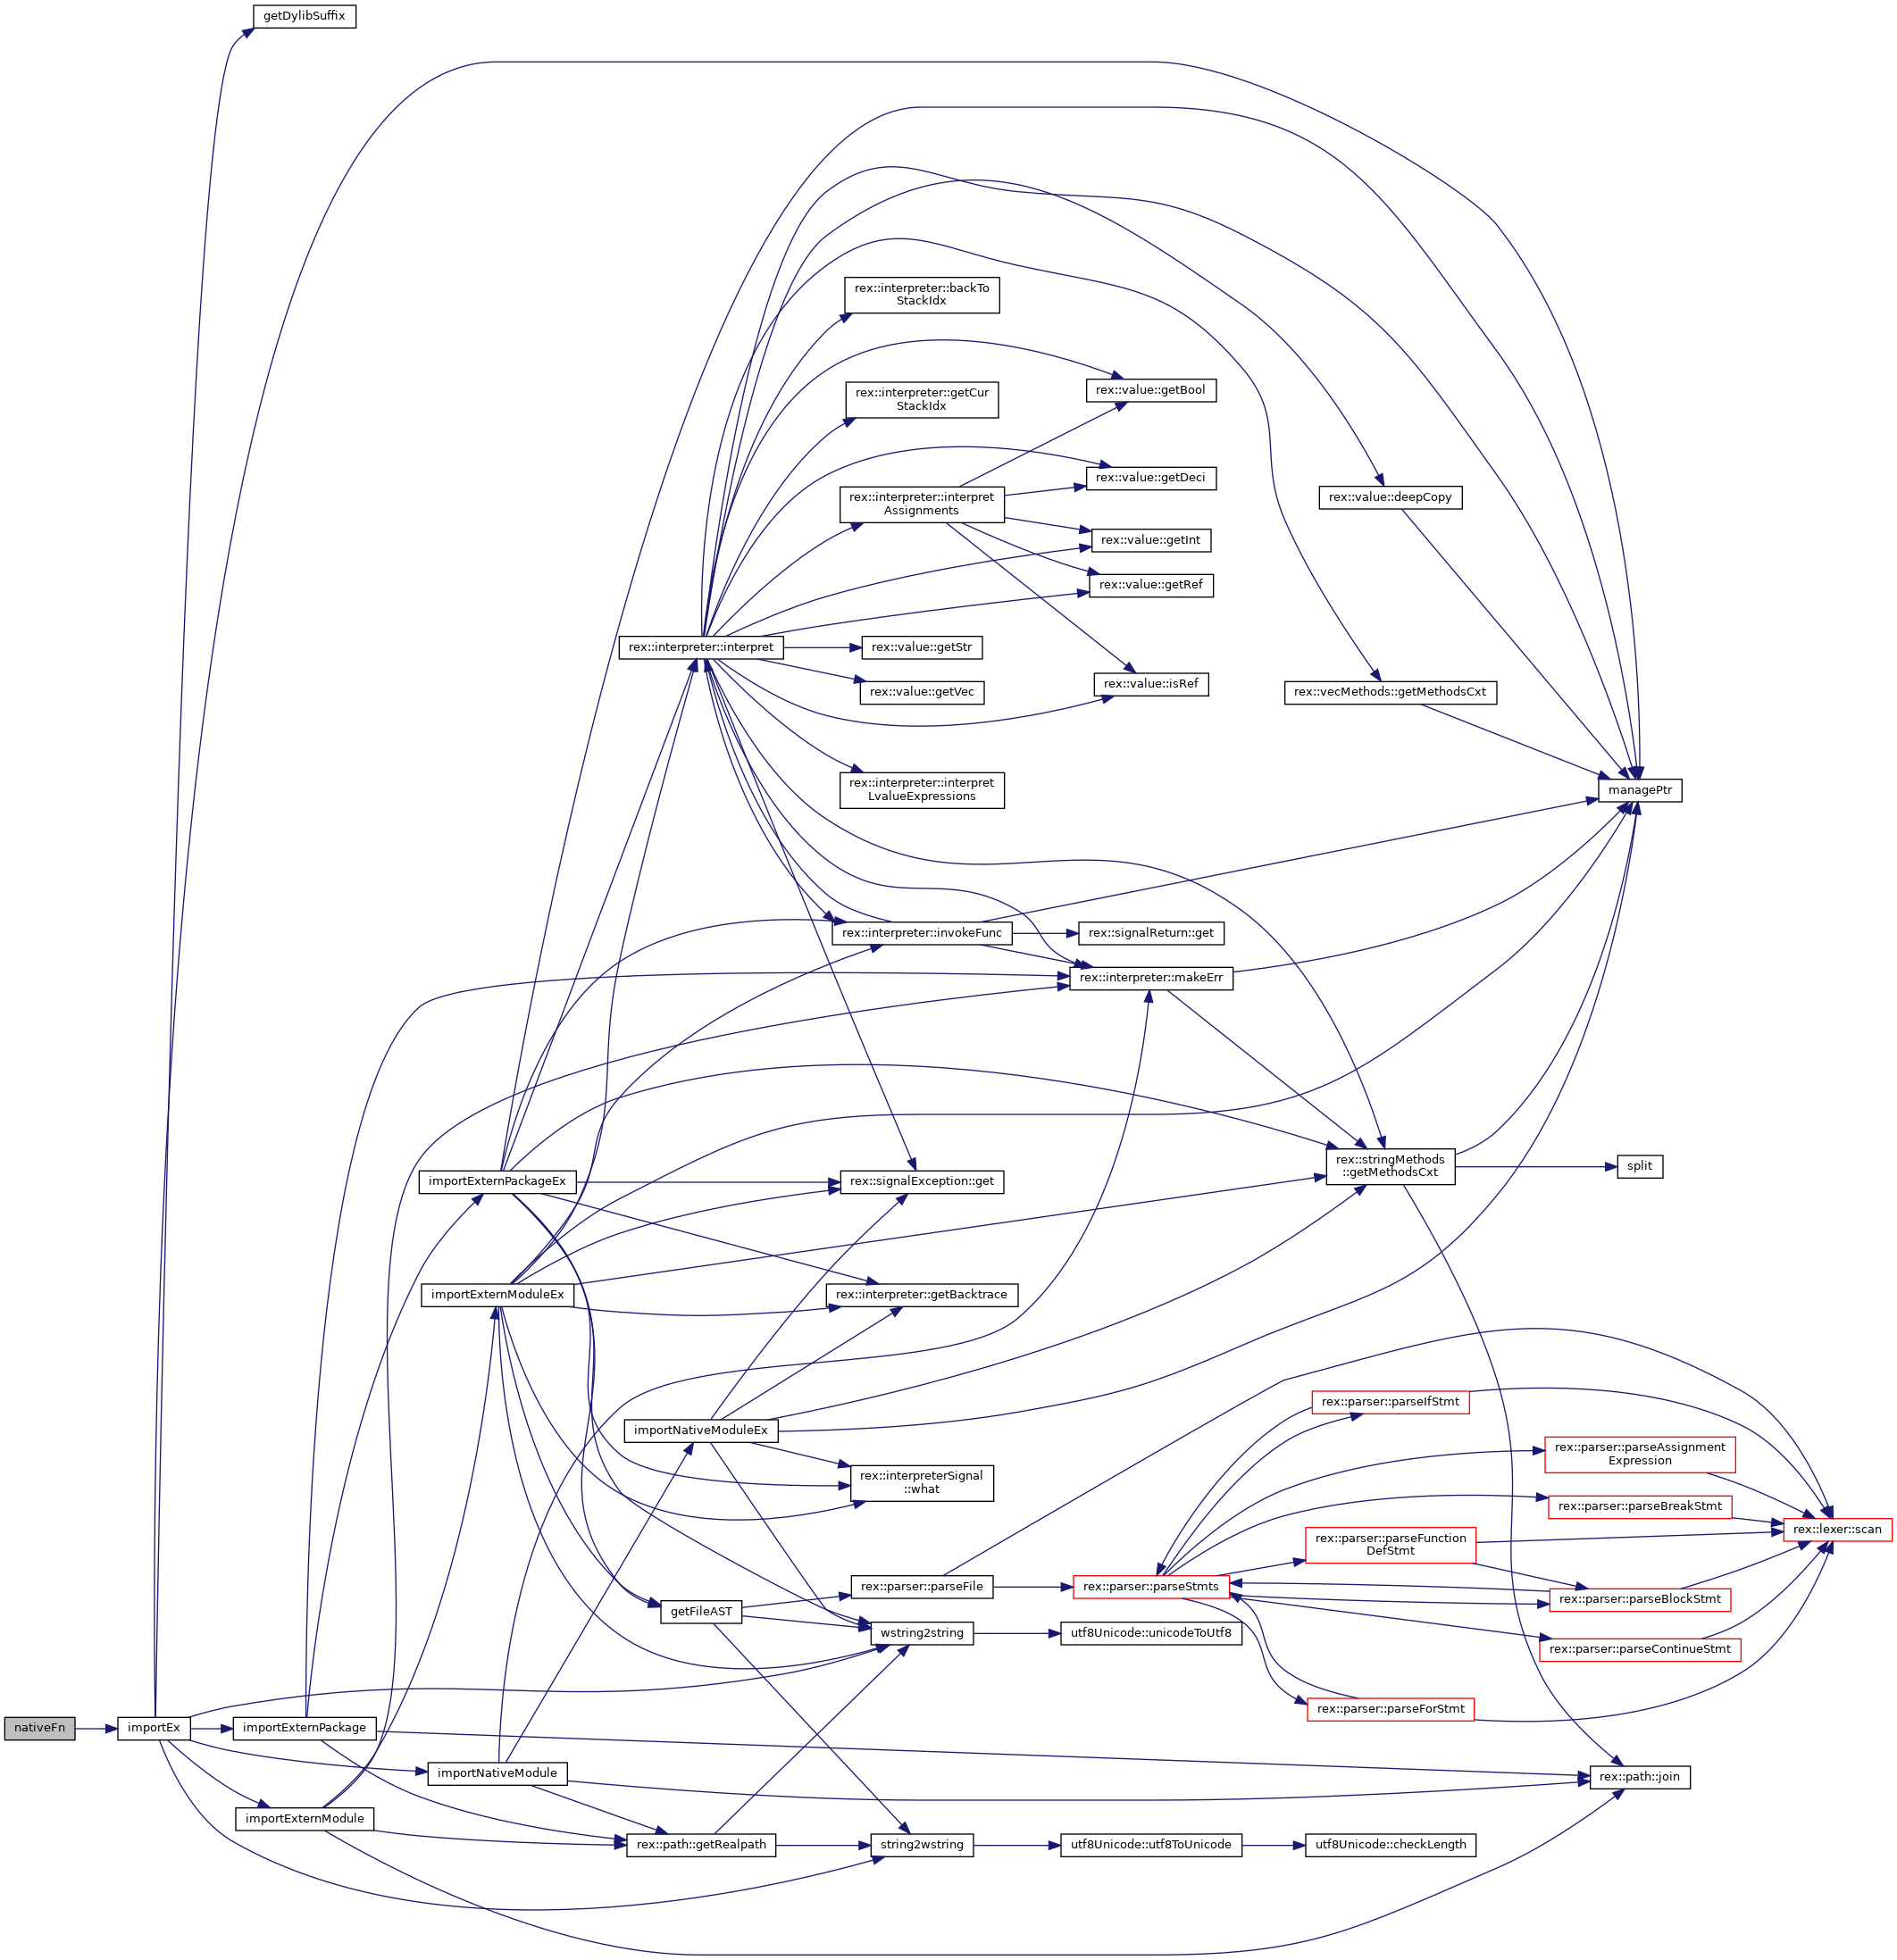 getDylibSuffix
rex::interpreter::backTo
StackIdx
rex::value::getBool
rex::interpreter::getCur
StackIdx
rex::value::getDeci
rex::interpreter::interpret
Assignments
rex::value::deepCopy
rex::value::getInt
rex::value::getRef
rex::interpreter::interpret
rex::value::getStr
rex::value::getVec
rex::value::isRef
rex::vecMethods::getMethodsCxt
rex::interpreter::interpret
LvalueExpressions
managePtr
rex::interpreter::invokeFunc
rex::signalReturn::get
rex::interpreter::makeErr
rex::stringMethods
::getMethodsCxt
split
importExternPackageEx
rex::signalException::get
importExternModuleEx
rex::interpreter::getBacktrace
rex::parser::parseIfStmt
importNativeModuleEx
rex::parser::parseAssignment
Expression
rex::interpreterSignal
::what
rex::parser::parseBreakStmt
rex::lexer::scan
rex::parser::parseFunction
DefStmt
rex::parser::parseFile
rex::parser::parseStmts
rex::parser::parseBlockStmt
getFileAST
wstring2string
utf8Unicode::unicodeToUtf8
rex::parser::parseContinueStmt
rex::parser::parseForStmt
nativeFn
importEx
importExternPackage
importNativeModule
rex::path::join
importExternModule
rex::path::getRealpath
string2wstring
utf8Unicode::utf8ToUnicode
utf8Unicode::checkLength